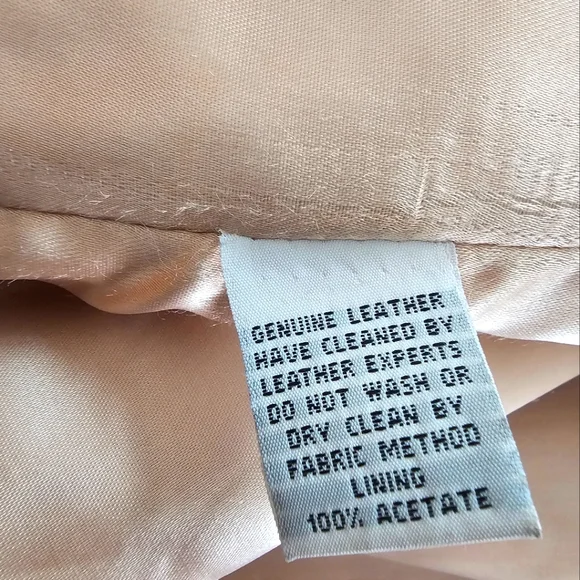 GENUINE LEATHER
HAVE CLEANED BY
LEATHER EXPERTS
DO NOT WASH OR
DRY CLEAN BY
FABRIC METHOD
LINING
100% ACETATE